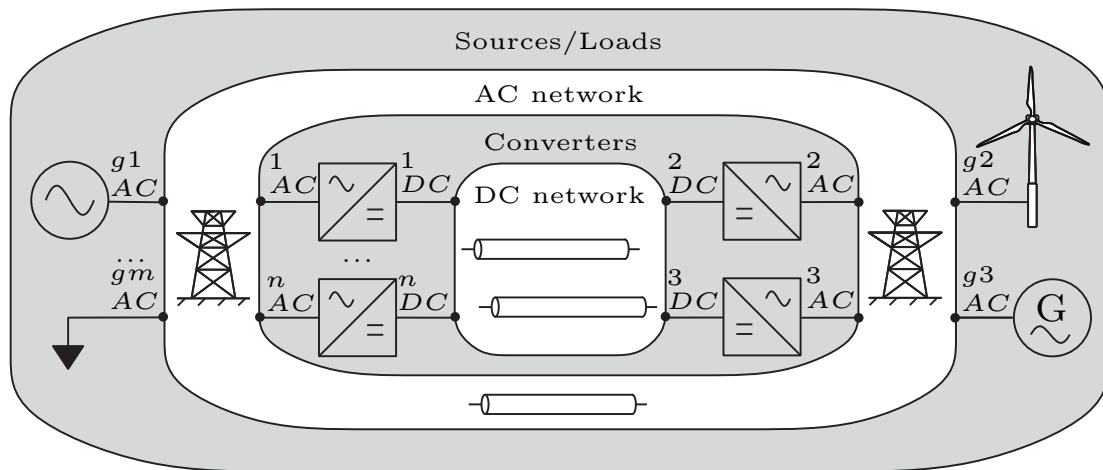 Sources/Loads
AC network
Converters
DC network
g1
AC
1
AC
1
DC
2
DC
2
AC
g2
AC
...
gm
AC
n
AC
...
n
DC
3
DC
3
AC
g3
AC
G